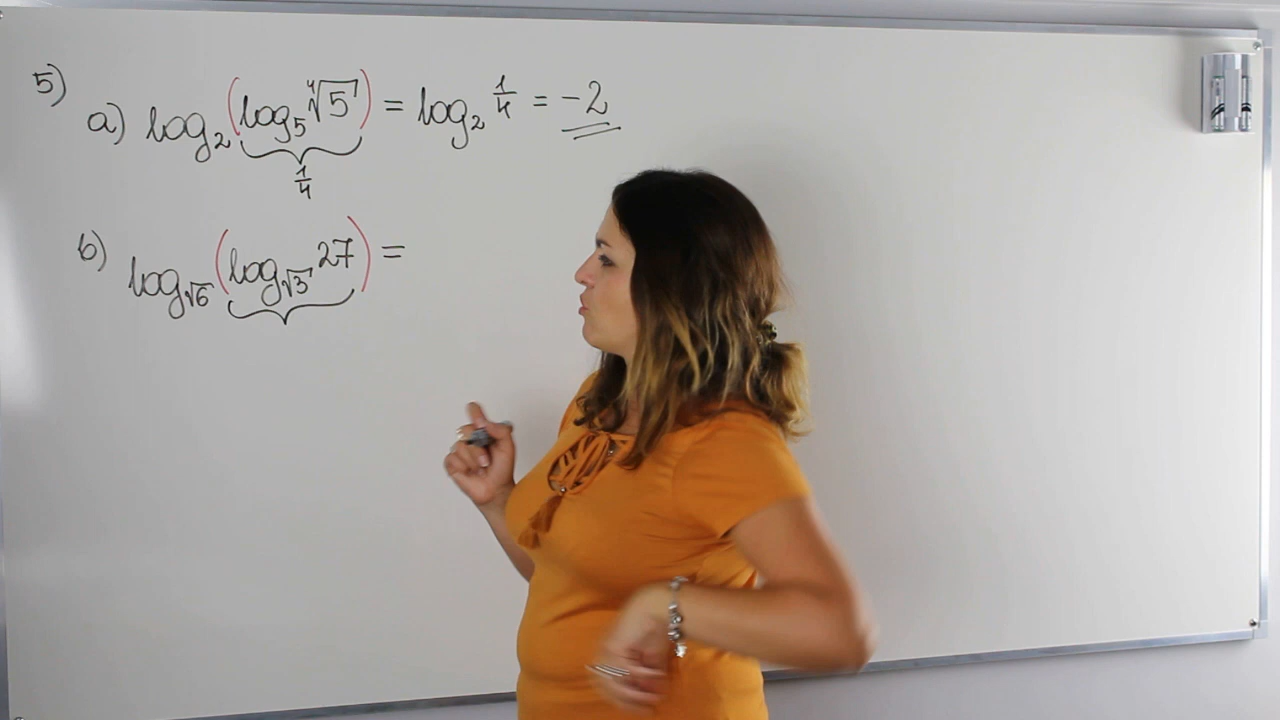 5)
a) log₂(log₅ ⁴√5) = log₂ 1/4 = -2
1/4
b) log√6 (log√3 27) =